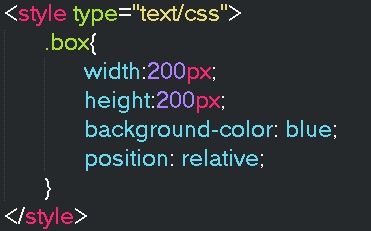 <style type="text/css">
.box{
width:200px;
height:200px;
background-color: blue;
position: relative;
}
</style>